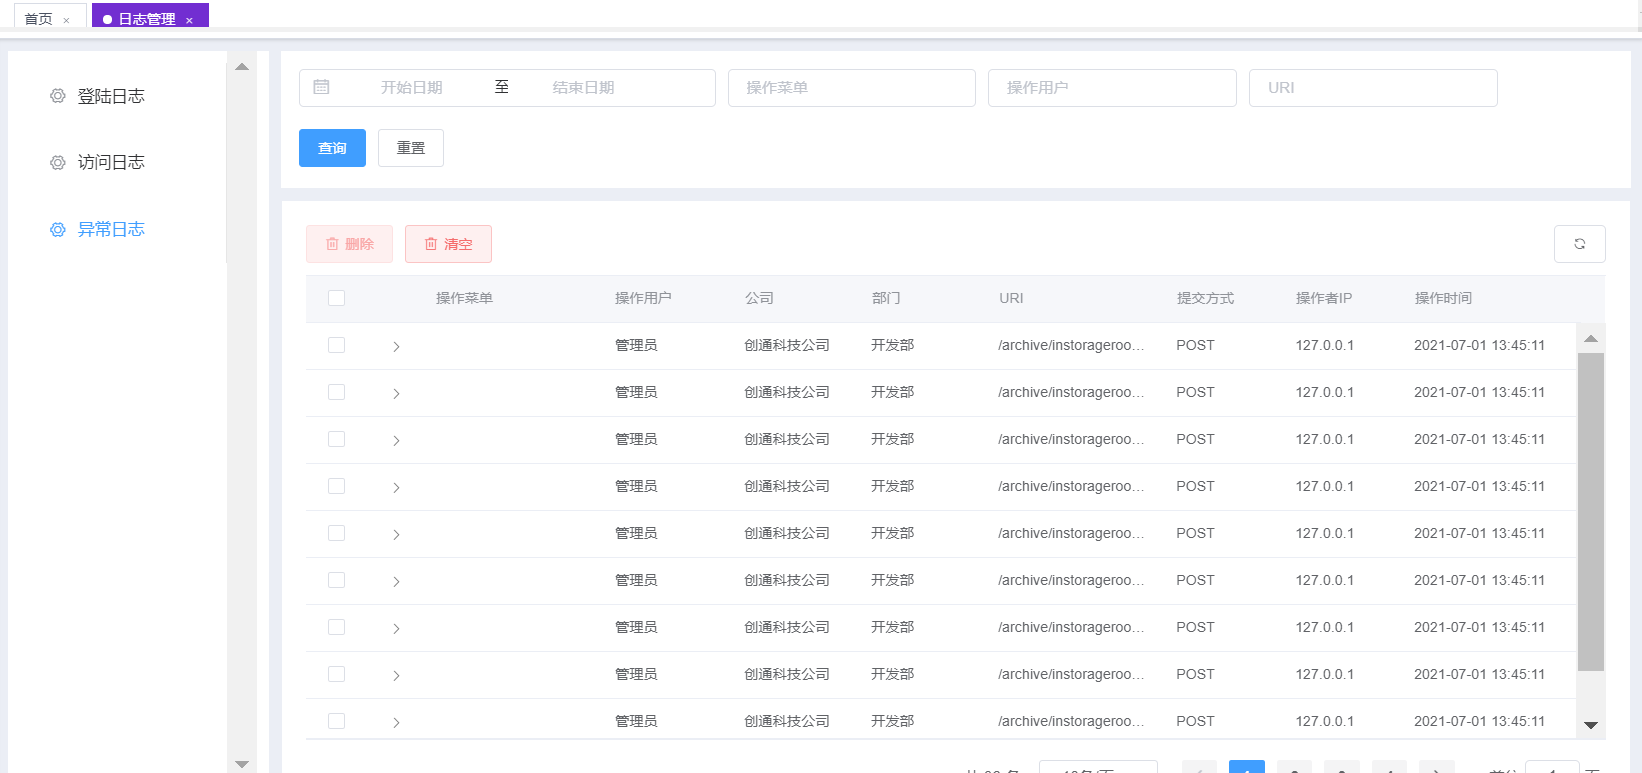 首页 × 日志管理 ×
登陆日志
访问日志
异常日志
开始日期 至 结束日期 操作菜单 操作用户 URI
查询 重置
删除 清空
操作菜单 操作用户 公司 部门 URI 提交方式 操作者IP 操作时间
管理员 创通科技公司 开发部 /archive/instorageroo... POST 127.0.0.1 2021-07-01 13:45:11
管理员 创通科技公司 开发部 /archive/instorageroo... POST 127.0.0.1 2021-07-01 13:45:11
管理员 创通科技公司 开发部 /archive/instorageroo... POST 127.0.0.1 2021-07-01 13:45:11
管理员 创通科技公司 开发部 /archive/instorageroo... POST 127.0.0.1 2021-07-01 13:45:11
管理员 创通科技公司 开发部 /archive/instorageroo... POST 127.0.0.1 2021-07-01 13:45:11
管理员 创通科技公司 开发部 /archive/instorageroo... POST 127.0.0.1 2021-07-01 13:45:11
管理员 创通科技公司 开发部 /archive/instorageroo... POST 127.0.0.1 2021-07-01 13:45:11
管理员 创通科技公司 开发部 /archive/instorageroo... POST 127.0.0.1 2021-07-01 13:45:11
管理员 创通科技公司 开发部 /archive/instorageroo... POST 127.0.0.1 2021-07-01 13:45:11